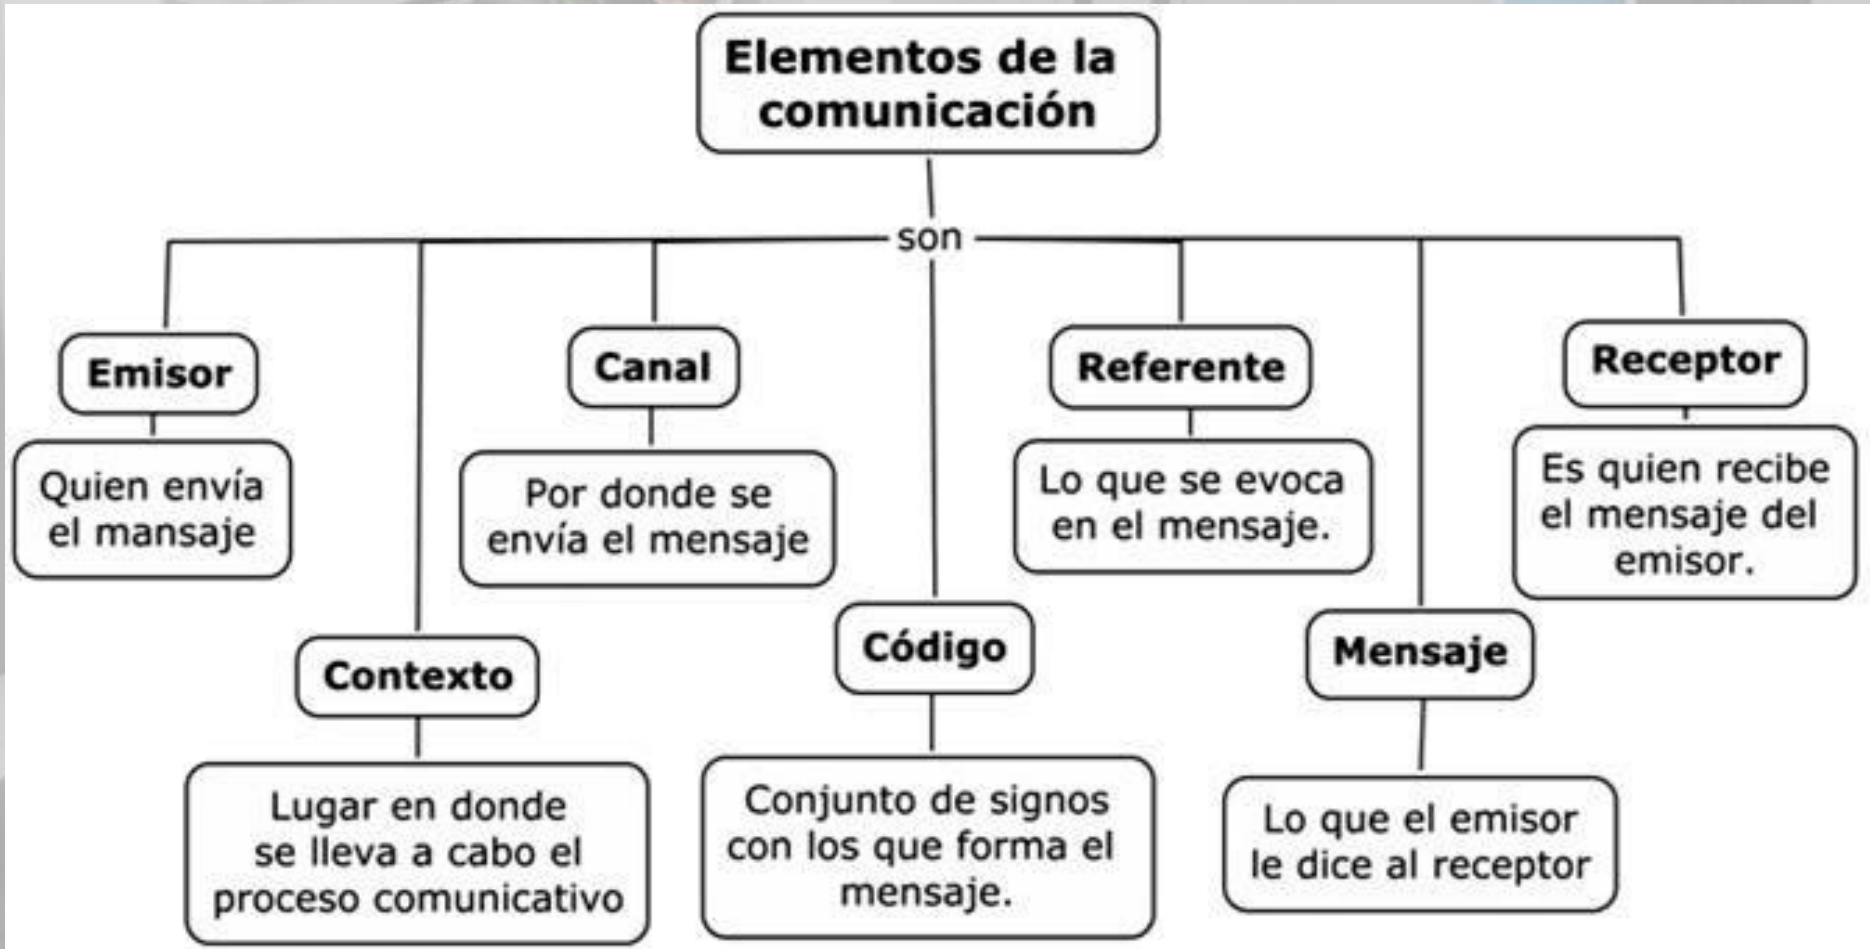 Elementos de la
comunicación
son
Emisor
Quien envía
el mansaje
Contexto
Lugar en donde
se lleva a cabo el
proceso comunicativo
Canal
Por donde se
envía el mensaje
Código
Conjunto de signos
con los que forma el
mensaje.
Referente
Lo que se evoca
en el mensaje.
Mensaje
Lo que el emisor
le dice al receptor
Receptor
Es quien recibe
el mensaje del
emisor.